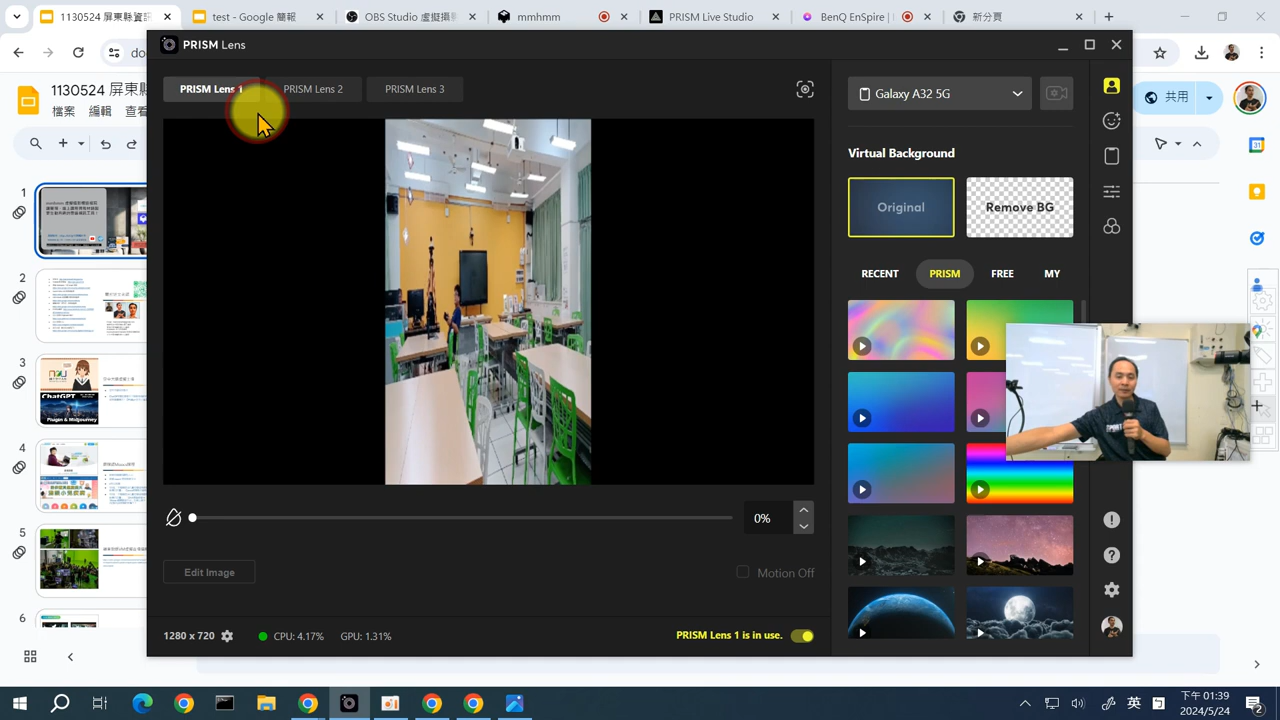 1130524 屏東縣資訊
test - Google 簡報
Oddio 虛擬攝
mmhmm
PRISM Live
BenQ EnSpire
新分頁
PRISM Lens
1130524 屏東縣
檔案 編輯 查看
共用
PRISM Lens 1
PRISM Lens 2
PRISM Lens 3
Galaxy A32 5G
Virtual Background
Original
Remove BG
RECENT
PRISM
FREE
MY
1
2
3
ChatGPT
Plugin & Midjourney
4
5
6
0%
Edit Image
Motion Off
1280 x 720
CPU: 4.17%
GPU: 1.31%
PRISM Lens 1 is in use.
英
下午 01:39
2024/5/24
2